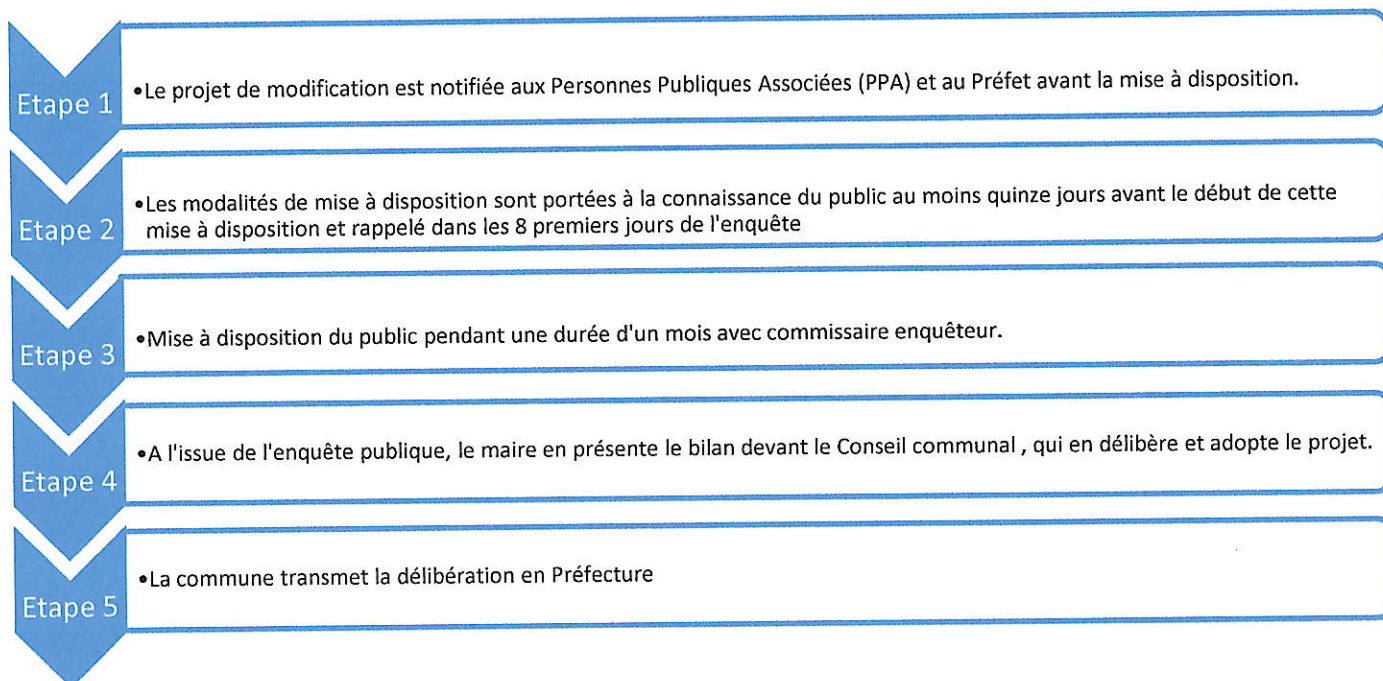 Etape 1
•Le projet de modification est notifiée aux Personnes Publiques Associées (PPA) et au Préfet avant la mise à disposition.
Etape 2
•Les modalités de mise à disposition sont portées à la connaissance du public au moins quinze jours avant le début de cette
mise à disposition et rappelé dans les 8 premiers jours de l'enquête
Etape 3
•Mise à disposition du public pendant une durée d'un mois avec commissaire enquêteur.
Etape 4
•A l'issue de l'enquête publique, le maire en présente le bilan devant le Conseil communal , qui en délibère et adopte le projet.
Etape 5
•La commune transmet la délibération en Préfecture